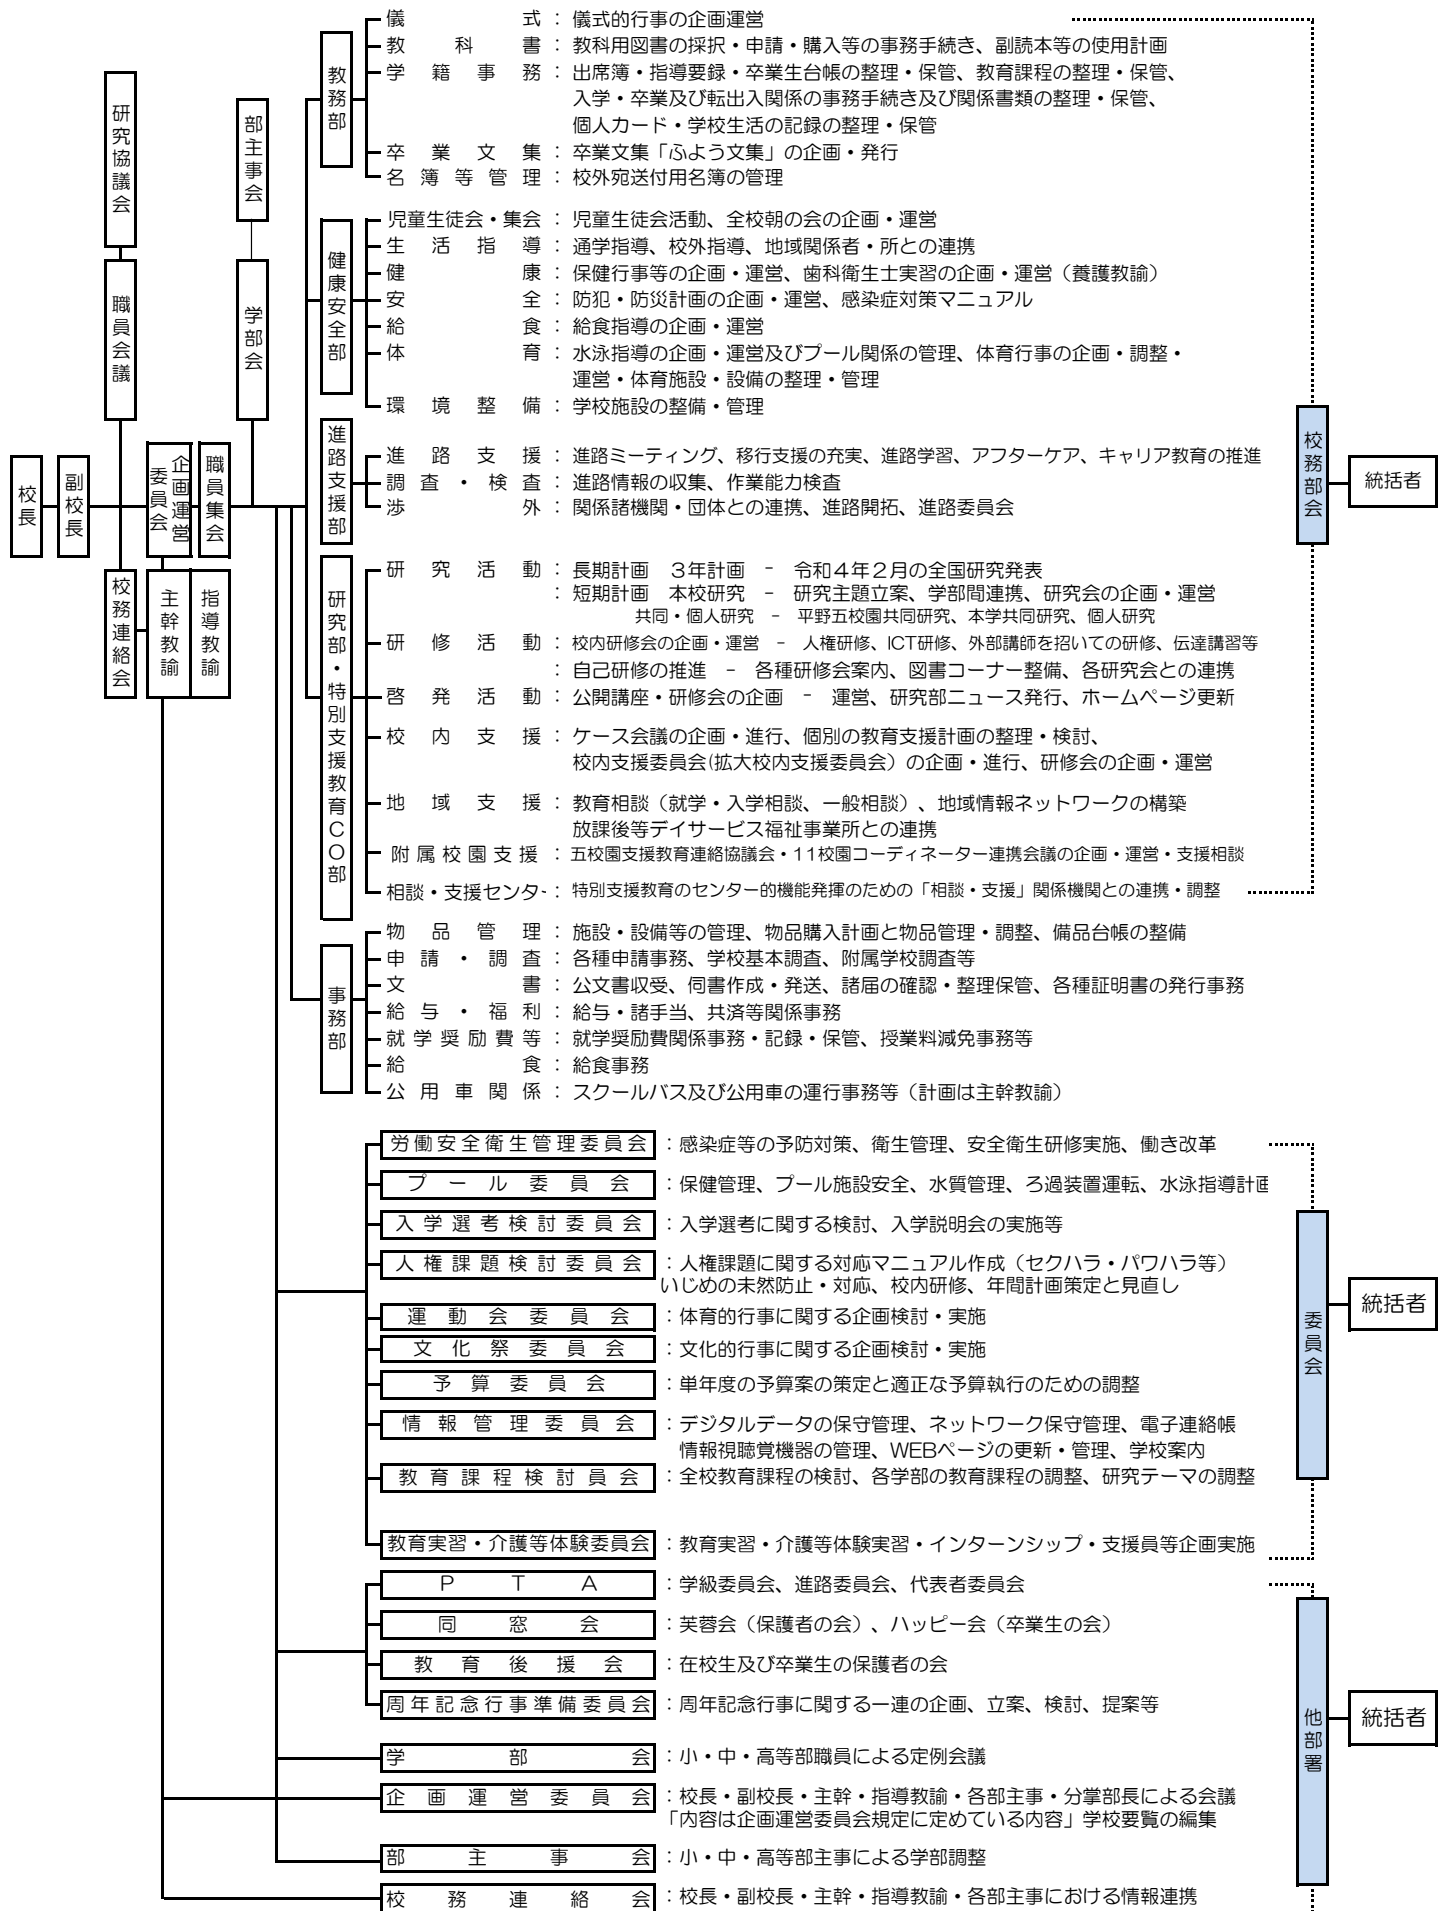 校長
副校長
研究協議会
職員会議
企画運営
委員会
職員集会
校務連絡会
主幹教諭
指導教諭
部主事会
学部会
教務部
儀式：儀式的行事の企画運営
教科書：教科用図書の採択・申請・購入等の事務手続き、副読本等の使用計画
学籍事務：出席簿・指導要録・卒業生台帳の整理・保管、教育課程の整理・保管、
入学・卒業及び転出入関係の事務手続き及び関係書類の整理・保管、
個人カード・学校生活の記録の整理・保管
卒業文集：卒業文集「ふよう文集」の企画・発行
名簿等管理：校外宛送付用名簿の管理
健康安全部
児童生徒会・集会：児童生徒会活動、全校朝の会の企画・運営
生活指導：通学指導、校外指導、地域関係者・所との連携
健康：保健行事等の企画・運営、歯科衛生士実習の企画・運営（養護教諭）
安全：防犯・防災計画の企画・運営、感染症対策マニュアル
給食：給食指導の企画・運営
体育：水泳指導の企画・運営及びプール関係の管理、体育行事の企画・調整・
運営・体育施設・設備の整理・管理
環境整備：学校施設の整備・管理
進路支援部
進路支援：進路ミーティング、移行支援の充実、進路学習、アフターケア、キャリア教育の推進
調査・検査：進路情報の収集、作業能力検査
渉外：関係諸機関・団体との連携、進路開拓、進路委員会
研究部・特別支援教育ＣＯ部
研究活動：長期計画　３年計画　－　令和４年２月の全国研究発表
：短期計画　本校研究　－　研究主題立案、学部間連携、研究会の企画・運営
共同・個人研究　－　平野五校園共同研究、本学共同研究、個人研究
研修活動：校内研修会の企画・運営　－　人権研修、ICT研修、外部講師を招いての研修、伝達講習等
：自己研修の推進　－　各種研修会案内、図書コーナー整備、各研究会との連携
啓発活動：公開講座・研修会の企画　－　運営、研究部ニュース発行、ホームページ更新
校内支援：ケース会議の企画・進行、個別の教育支援計画の整理・検討、
校内支援委員会(拡大校内支援委員会）の企画・進行、研修会の企画・運営
地域支援：教育相談（就学・入学相談、一般相談）、地域情報ネットワークの構築
放課後等デイサービス福祉事業所との連携
附属校園支援：五校園支援教育連絡協議会・11校園コーディネーター連携会議の企画・運営・支援相談
相談・支援センタ-：特別支援教育のセンター的機能発揮のための「相談・支援」関係機関との連携・調整
事務部
物品管理：施設・設備等の管理、物品購入計画と物品管理・調整、備品台帳の整備
申請・調査：各種申請事務、学校基本調査、附属学校調査等
文書：公文書収受、伺書作成・発送、諸届の確認・整理保管、各種証明書の発行事務
給与・福利：給与・諸手当、共済等関係事務
就学奨励費等：就学奨励費関係事務・記録・保管、授業料減免事務等
給食：給食事務
公用車関係：スクールバス及び公用車の運行事務等（計画は主幹教諭）
校務部会
統括者
労働安全衛生管理委員会：感染症等の予防対策、衛生管理、安全衛生研修実施、働き改革
プール委員会：保健管理、プール施設安全、水質管理、ろ過装置運転、水泳指導計画
入学選考検討委員会：入学選考に関する検討、入学説明会の実施等
人権課題検討委員会：人権課題に関する対応マニュアル作成（セクハラ・パワハラ等）
いじめの未然防止・対応、校内研修、年間計画策定と見直し
運動会委員会：体育的行事に関する企画検討・実施
文化祭委員会：文化的行事に関する企画検討・実施
予算委員会：単年度の予算案の策定と適正な予算執行のための調整
情報管理委員会：デジタルデータの保守管理、ネットワーク保守管理、電子連絡帳
情報視聴覚機器の管理、WEBページの更新・管理、学校案内
教育課程検討員会：全校教育課程の検討、各学部の教育課程の調整、研究テーマの調整
教育実習・介護等体験委員会：教育実習・介護等体験実習・インターンシップ・支援員等企画実施
委員会
統括者
ＰＴＡ：学級委員会、進路委員会、代表者委員会
同窓会：芙蓉会（保護者の会）、ハッピー会（卒業生の会）
教育後援会：在校生及び卒業生の保護者の会
周年記念行事準備委員会：周年記念行事に関する一連の企画、立案、検討、提案等
学部会：小・中・高等部職員による定例会議
企画運営委員会：校長・副校長・主幹・指導教諭・各部主事・分掌部長による会議
「内容は企画運営委員会規定に定めている内容」学校要覧の編集
部主事会：小・中・高等部主事による学部調整
校務連絡会：校長・副校長・主幹・指導教諭・各部主事における情報連携
他部署
統括者